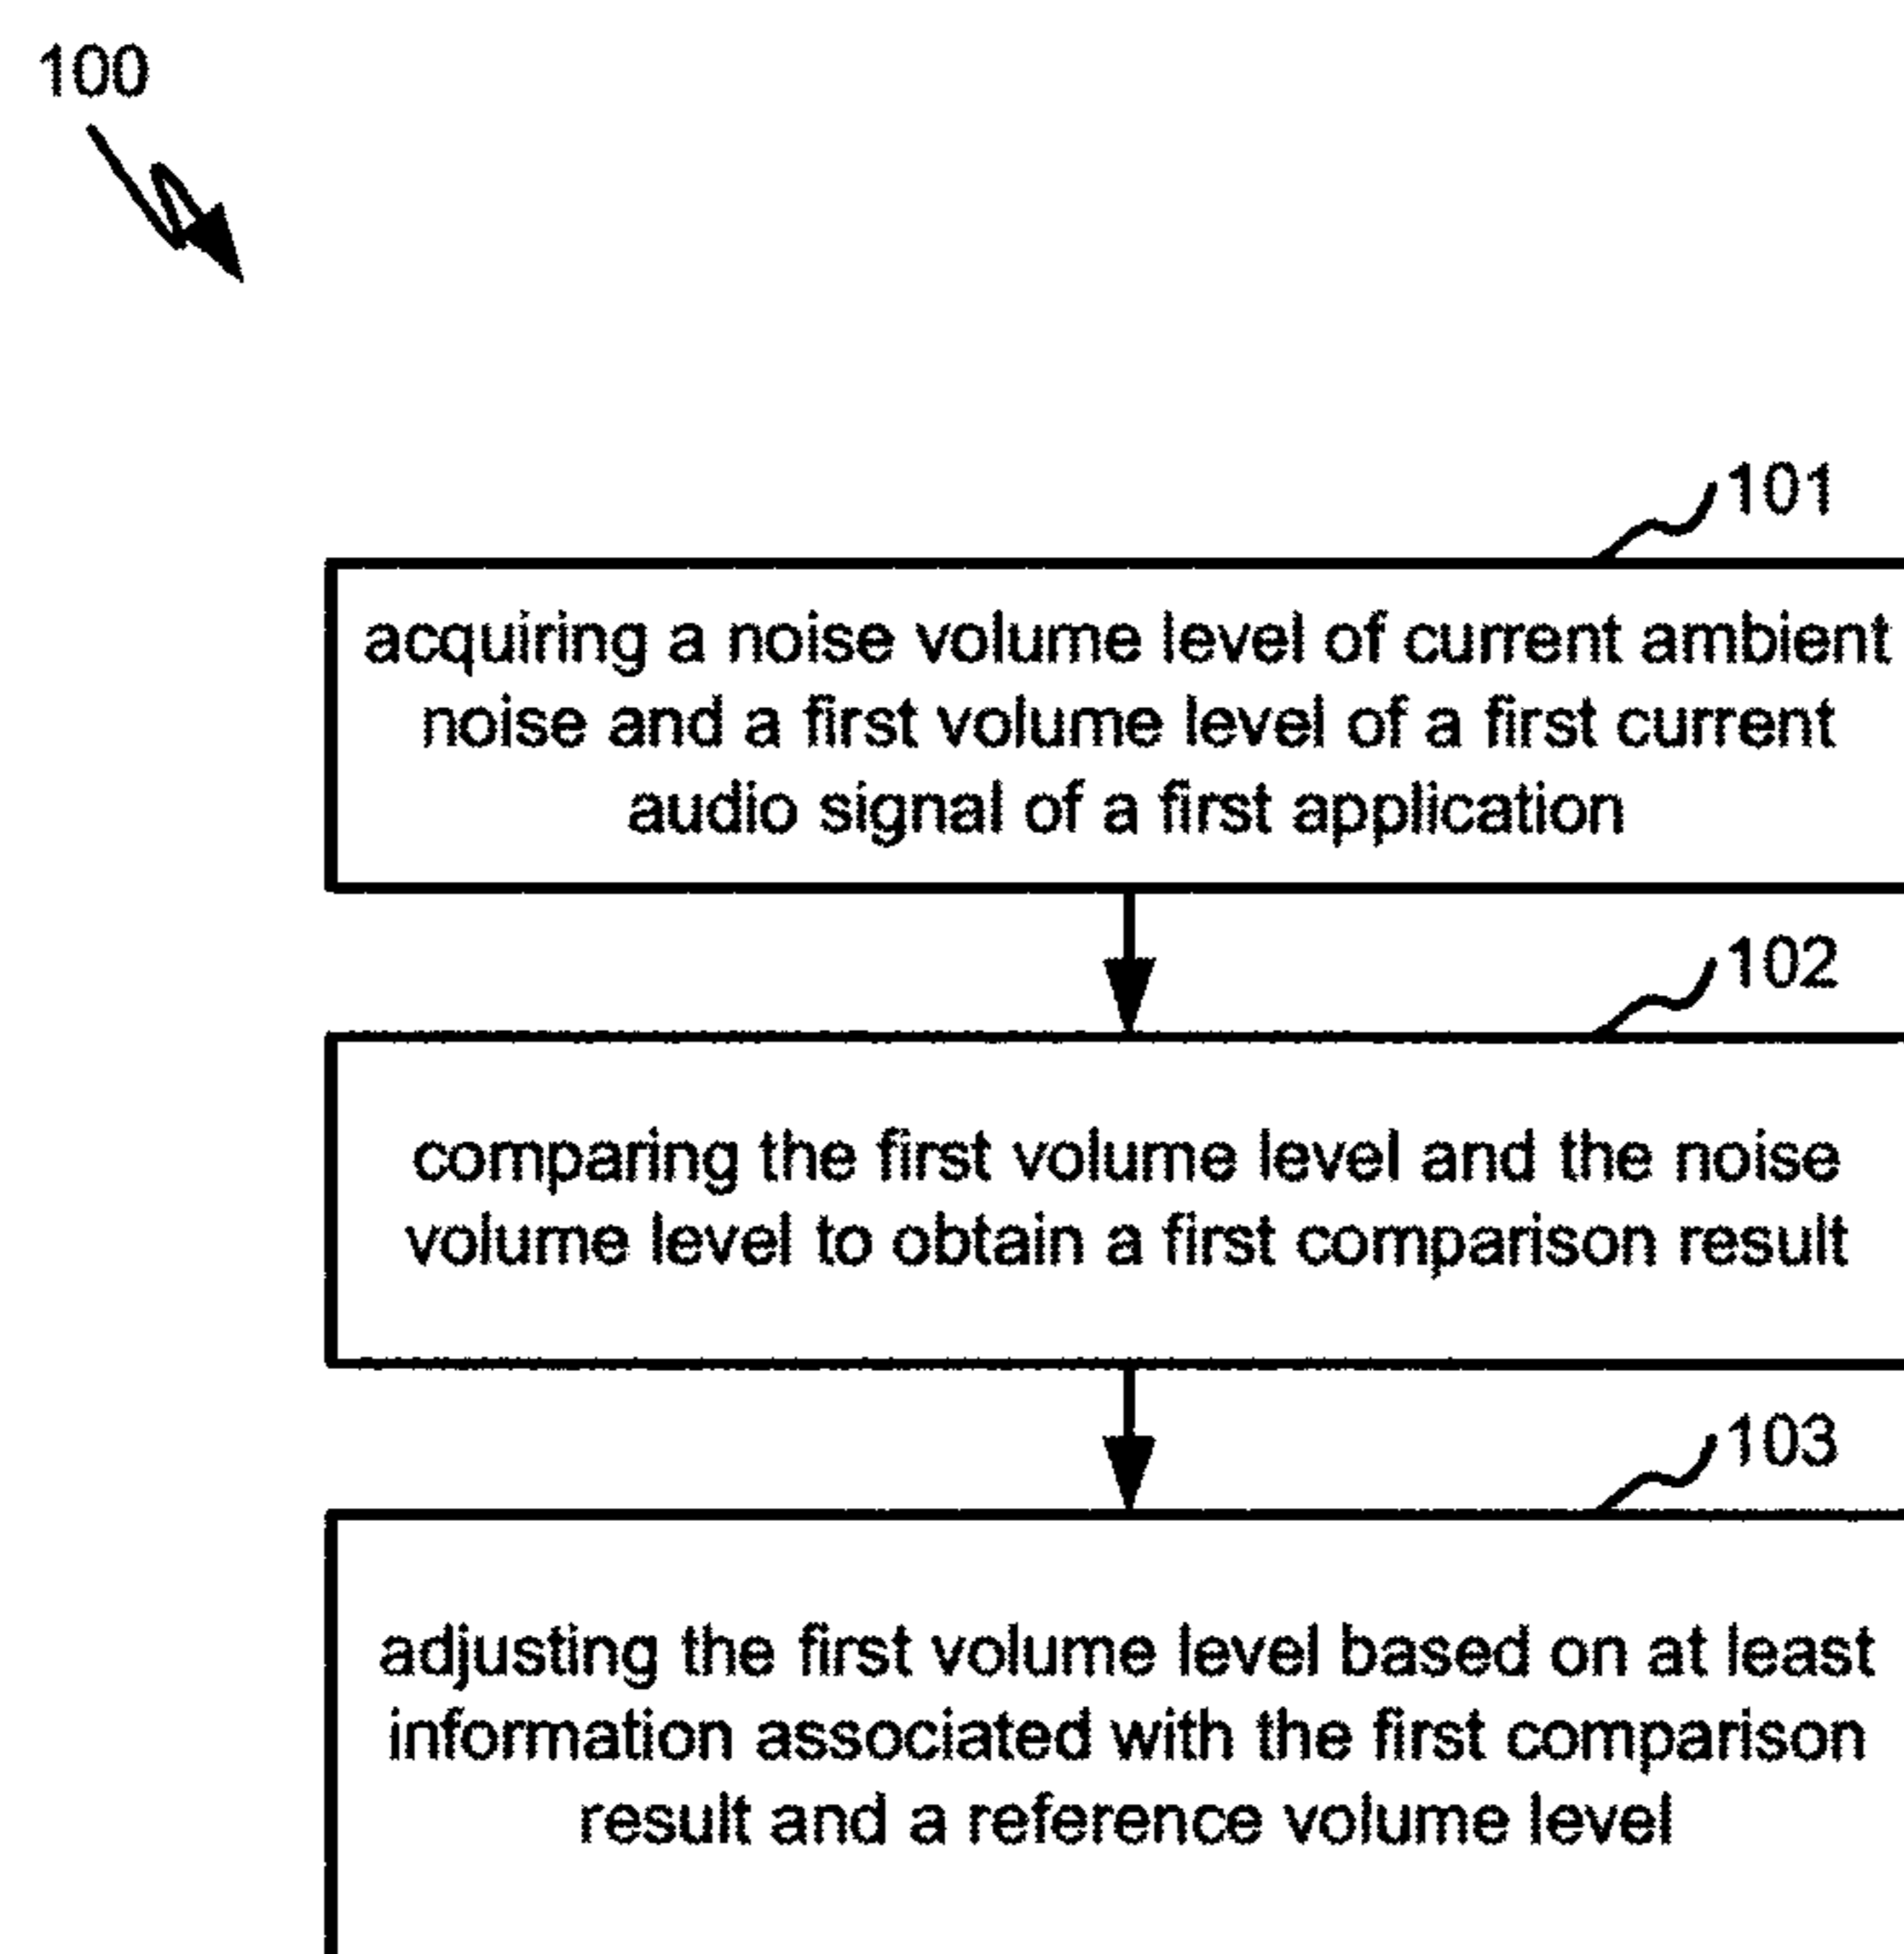 100
101
acquiring a noise volume level of current ambient
noise and a first volume level of a first current
audio signal of a first application
102
comparing the first volume level and the noise
volume level to obtain a first comparison result
103
adjusting the first volume level based on at least
information associated with the first comparison
result and a reference volume level